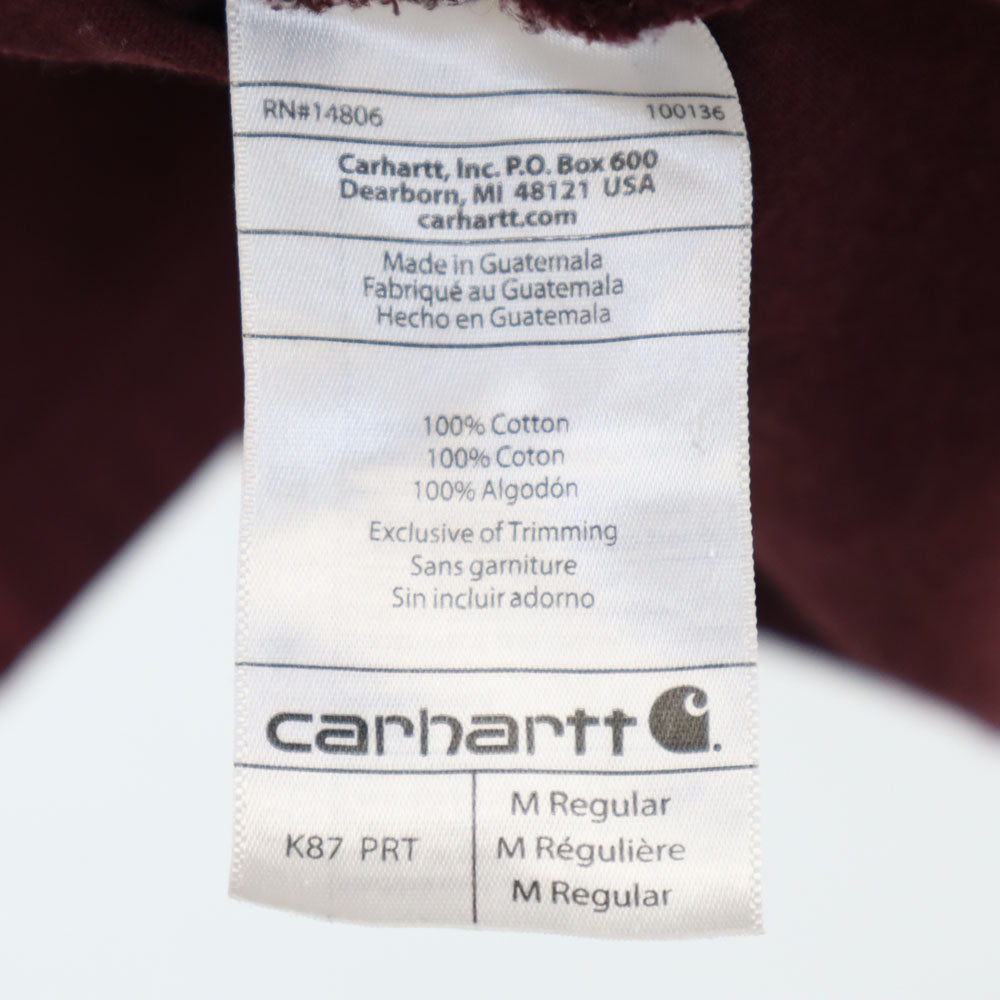 RN#14806 100136
Carhartt, Inc. P.O. Box 600
Dearborn, MI 48121 USA
carhartt.com
Made in Guatemala
Fabriqué au Guatemala
Hecho en Guatemala
100% Cotton
100% Coton
100% Algodón
Exclusive of Trimming
Sans garniture
Sin incluir adorno
carhartt
K87 PRT
M Regular
M Régulière
M Regular